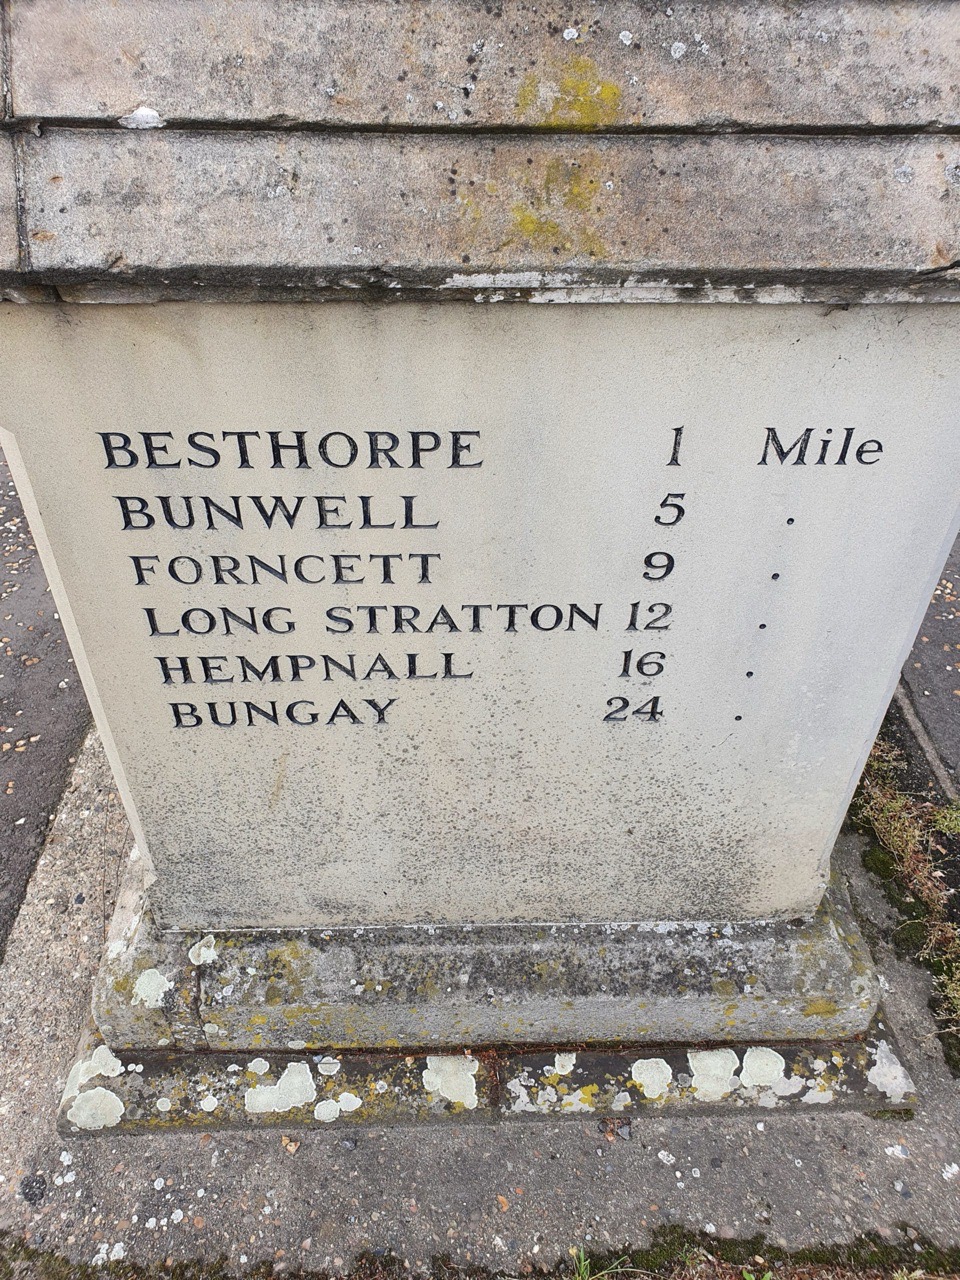 BESTHORPE 1 Mile
BUNWELL 5 .
FORNCETT 9 .
LONG STRATTON 12 .
HEMPNALL 16 .
BUNGAY 24 .